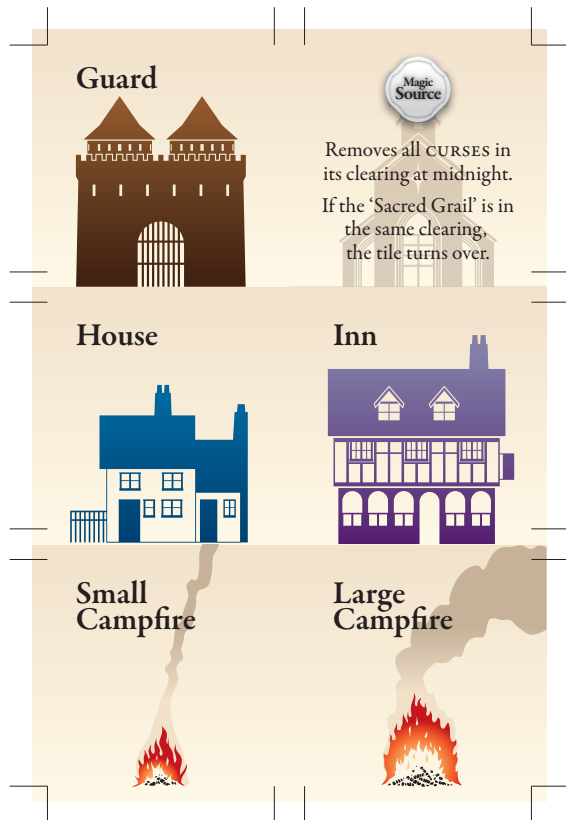 Guard
Magic
Source
Removes all CURSES in
its clearing at midnight.
If the ‘Sacred Grail’ is in
the same clearing,
the tile turns over.
House
Inn
Small
Campfire
Large
Campfire